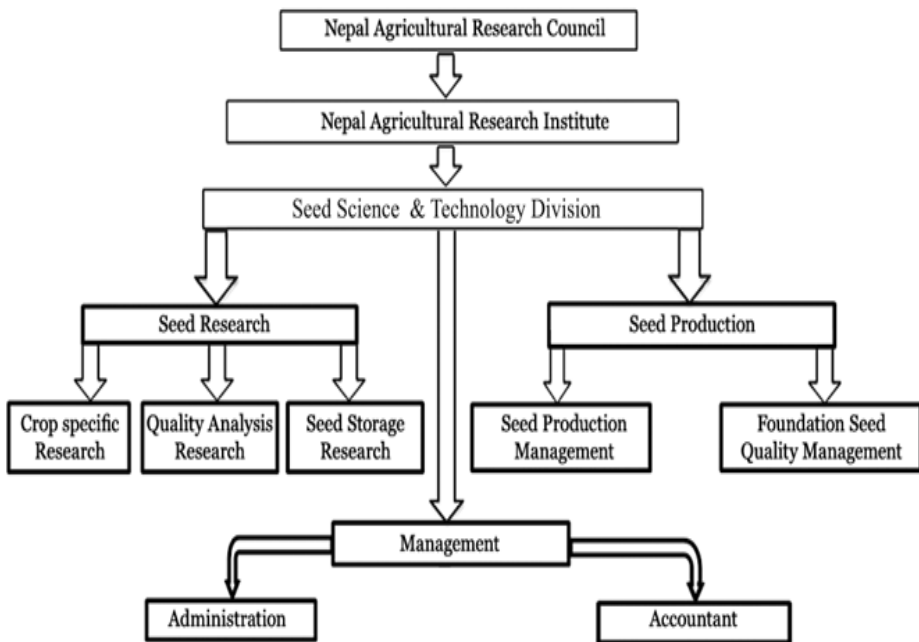 Nepal Agricultural Research Council
Nepal Agricultural Research Institute
Seed Science & Technology Division
Seed Research
Seed Production
Crop specific
Research
Quality Analysis
Research
Seed Storage
Research
Seed Production
Management
Foundation Seed
Quality Management
Management
Administration
Accountant